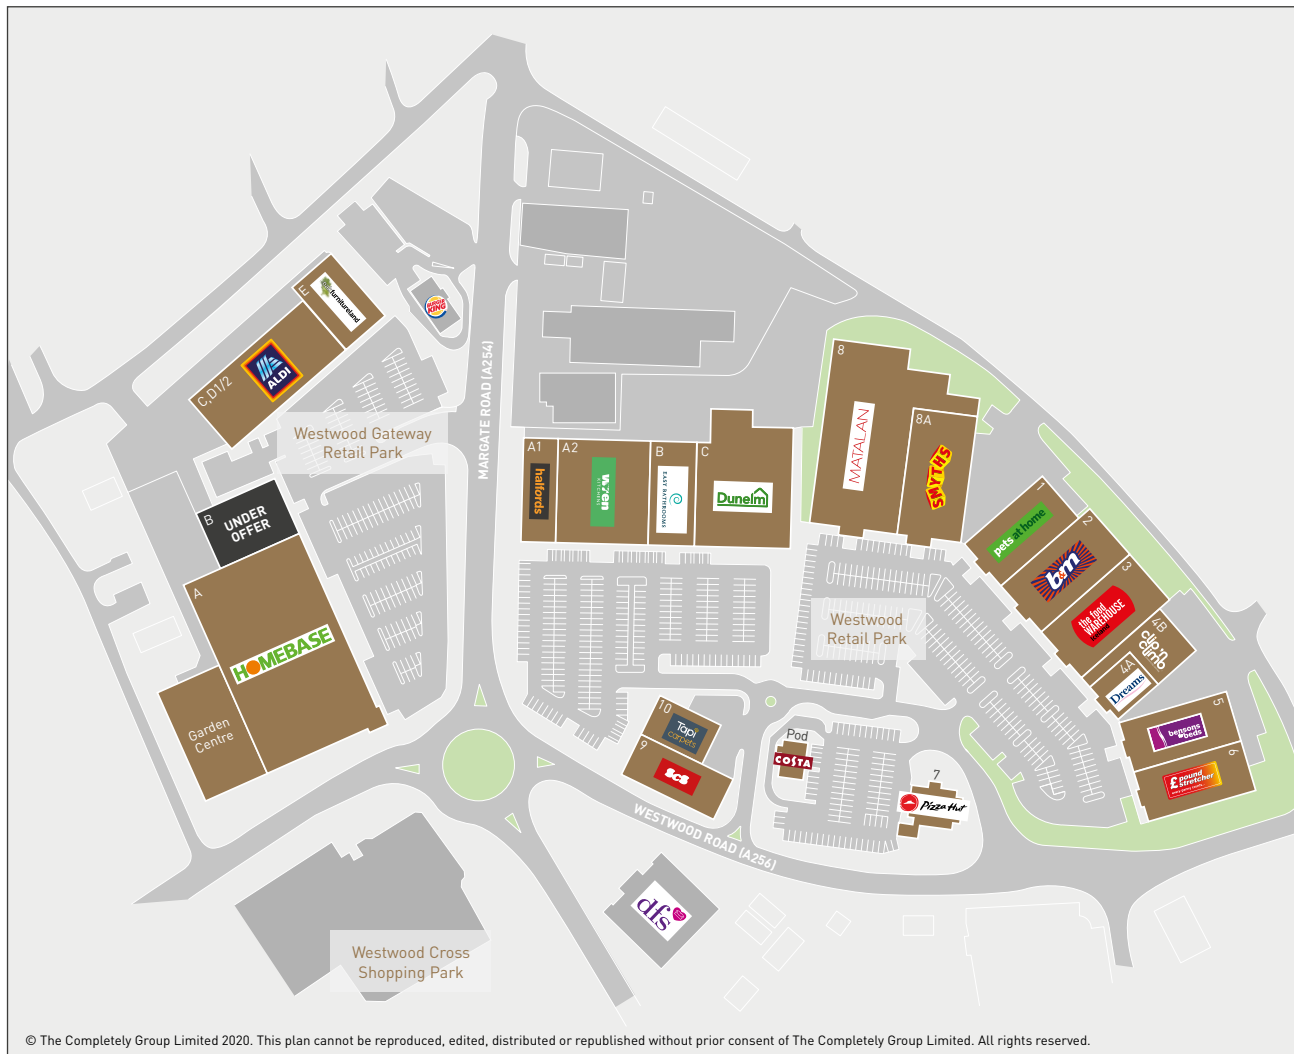 E
furnitureland
BURGER
KING
C,D1/2
ALDI
Westwood Gateway
Retail Park
MARGATE ROAD (A254)
B
UNDER
OFFER
A
HOMEBASE
Garden
Centre
A1
halfords
A2
wren
KITCHENS
B
EASY BATHROOMS
C
Dunelm
8
MATALAN
8A
SMYTHS
1
pets at home
2
b&m
3
the food
WAREHOUSE
Iceland
4B
clip n
climb
4A
Dreams
5
bensons
for beds
6
£ pound
stretcher
Westwood
Retail Park
10
Tapi
carpets
9
ScS
Pod
COSTA
7
Pizza Hut
WESTWOOD ROAD (A256)
dfs
Westwood Cross
Shopping Park
© The Completely Group Limited 2020. This plan cannot be reproduced, edited, distributed or republished without prior consent of The Completely Group Limited. All rights reserved.